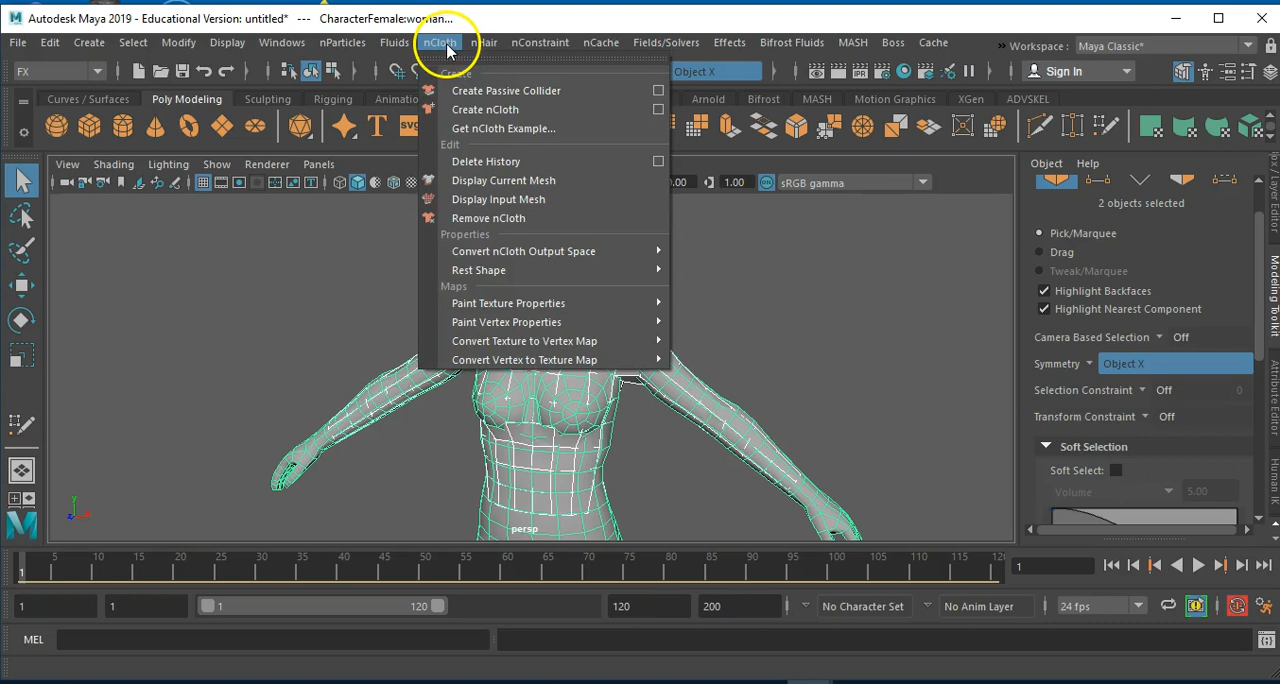 Autodesk Maya 2019 - Educational Version: untitled* --- CharacterFemale:woman...
File Edit Create Select Modify Display Windows nParticles Fluids nCloth nHair nConstraint nCache Fields/Solvers Effects Bifrost Fluids MASH Boss Cache » Workspace : Maya Classic*
FX Object X Sign In
Curves / Surfaces Poly Modeling Sculpting Rigging Animatio Arnold Bifrost MASH Motion Graphics XGen ADVSKEL
Create
Create Passive Collider
Create nCloth
Get nCloth Example...
Edit
Delete History
Display Current Mesh
Display Input Mesh
Remove nCloth
Properties
Convert nCloth Output Space
Rest Shape
Maps
Paint Texture Properties
Paint Vertex Properties
Convert Texture to Vertex Map
Convert Vertex to Texture Map
View Shading Lighting Show Renderer Panels
.00 1.00 sRGB gamma
persp
y
z x
Object Help
2 objects selected
Pick/Marquee
Drag
Tweak/Marquee
Highlight Backfaces
Highlight Nearest Component
Camera Based Selection Off
Symmetry Object X
Selection Constraint Off 0
Transform Constraint Off
Soft Selection
Soft Select:
Volume 5.00
Layer Editor
Modeling Toolkit
Attribute Editor
Human IK
5 10 15 20 25 30 35 40 45 50 55 60 65 70 75 80 85 90 95 100 105 110 115 12
1 1
1 1 1 120 120 200 No Character Set No Anim Layer 24 fps
MEL